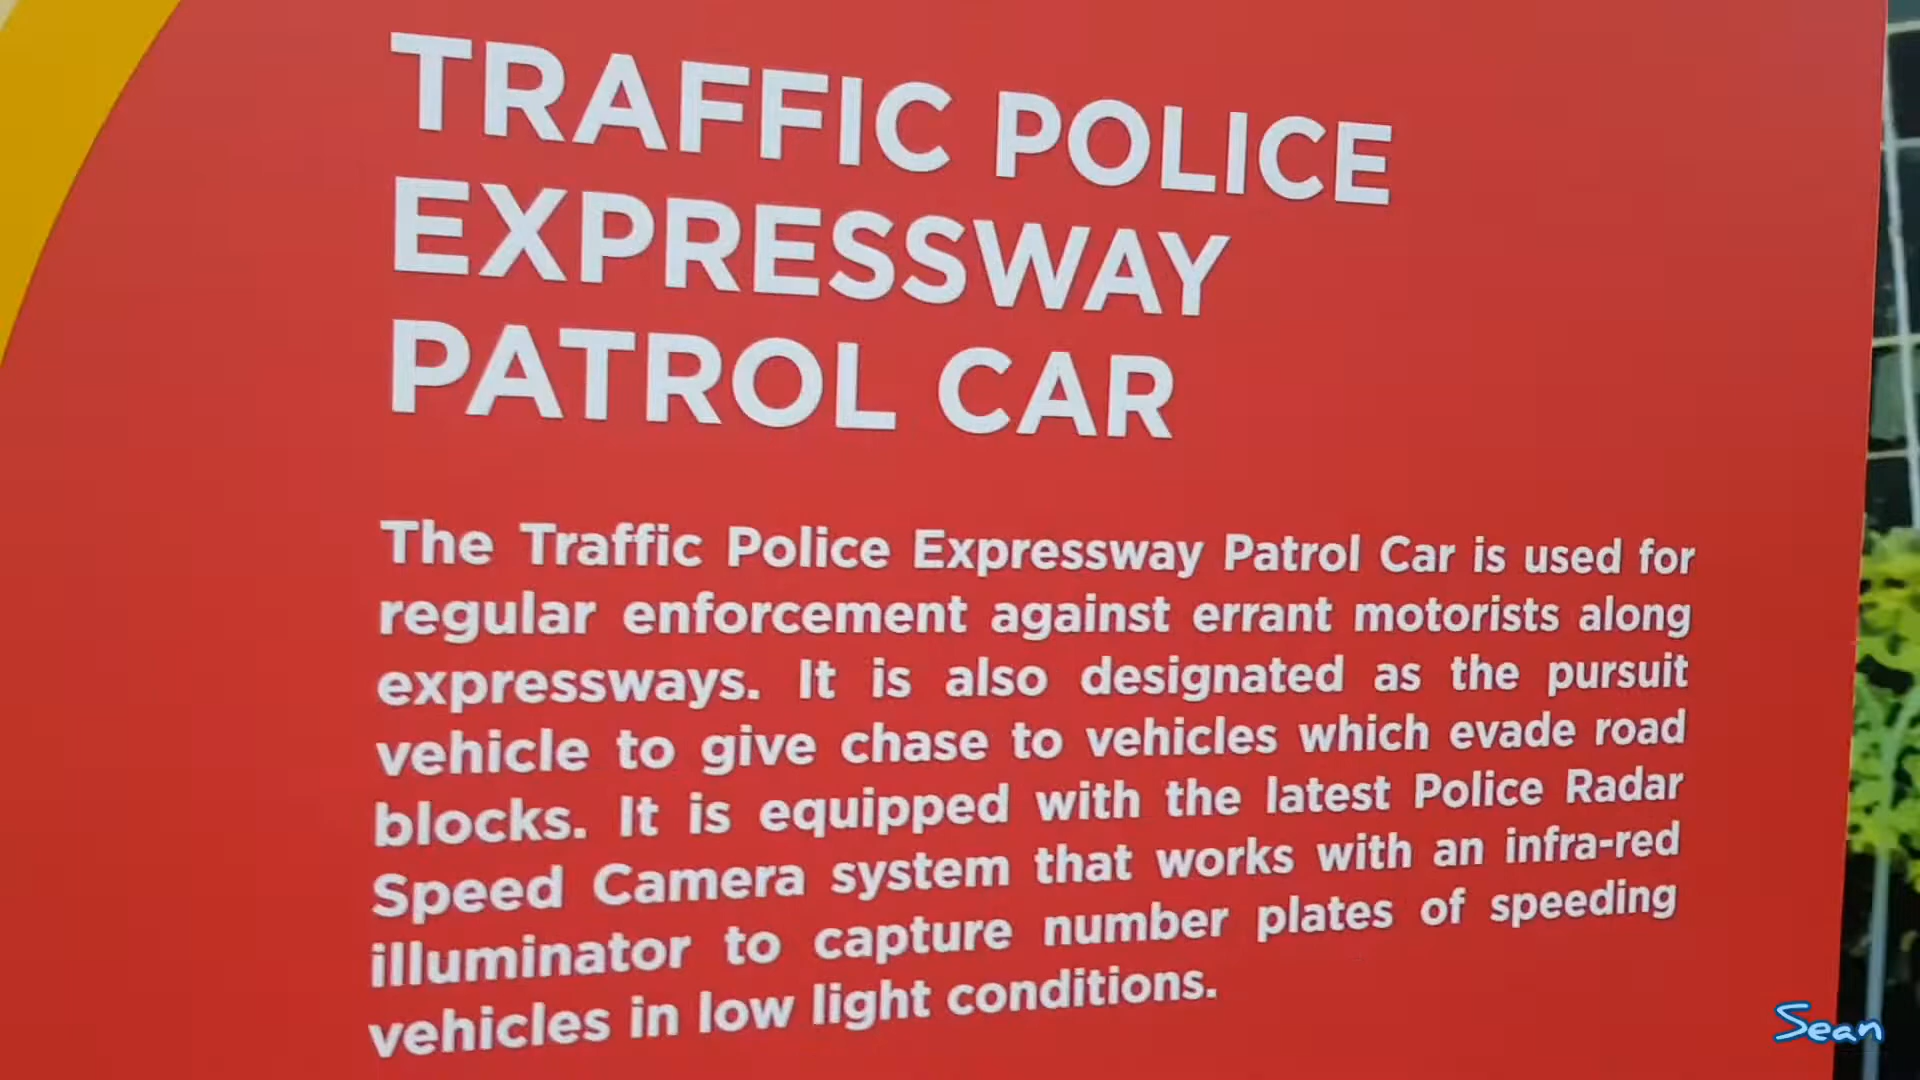 TRAFFIC POLICE
EXPRESSWAY
PATROL CAR
The Traffic Police Expressway Patrol Car is used for
regular enforcement against errant motorists along
expressways. It is also designated as the pursuit
vehicle to give chase to vehicles which evade road
blocks. It is equipped with the latest Police Radar
Speed Camera system that works with an infra-red
illuminator to capture number plates of speeding
vehicles in low light conditions.
Sean